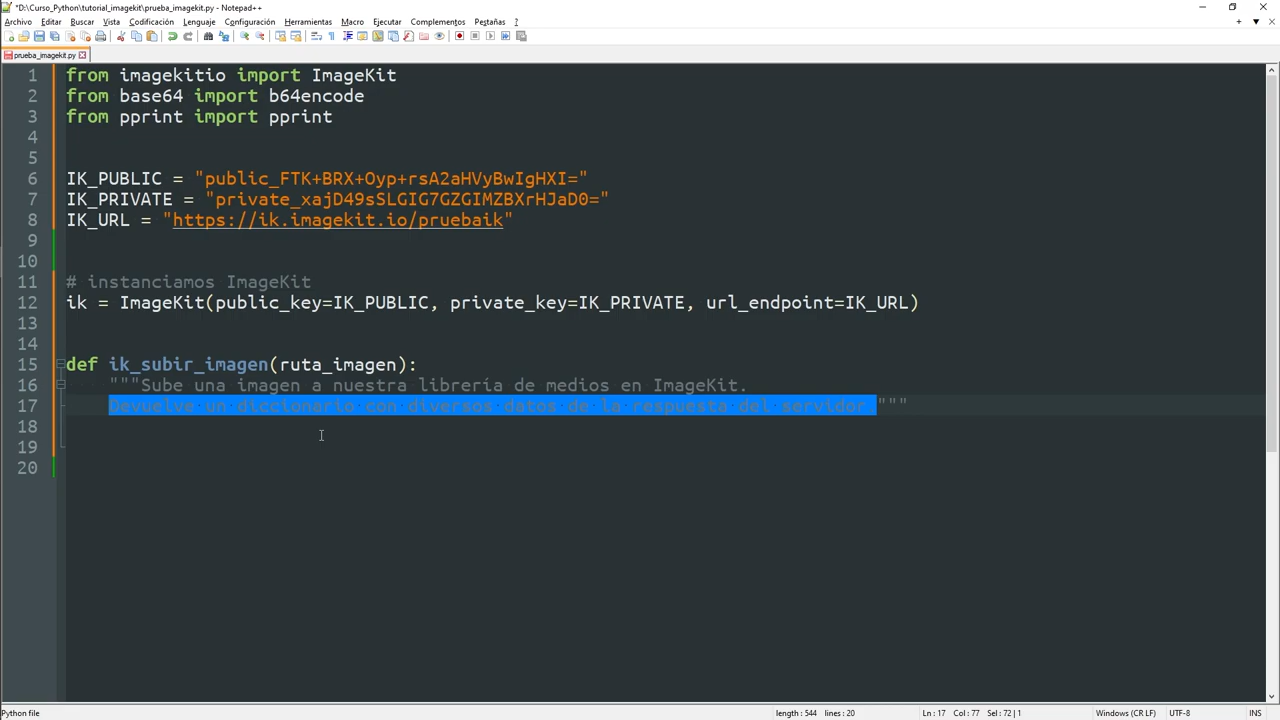 *D:\Curso_Python\tutorial_imagekit\prueba_imagekit.py - Notepad++
Archivo Editar Buscar Vista Codificación Lenguaje Configuración Herramientas Macro Ejecutar Complementos Pestañas ?
prueba_imagekit.py
1 from imagekitio import ImageKit
2 from base64 import b64encode
3 from pprint import pprint
4
5
6 IK_PUBLIC = "public_FTK+BRX+Oyp+rsA2aHVyBwIgHXI="
7 IK_PRIVATE = "private_xajD49sSLGIG7GZGIMZBXrHJaD0="
8 IK_URL = "https://ik.imagekit.io/pruebaik"
9
10
11 # instanciamos ImageKit
12 ik = ImageKit(public_key=IK_PUBLIC, private_key=IK_PRIVATE, url_endpoint=IK_URL)
13
14
15 def ik_subir_imagen(ruta_imagen):
16 """Sube una imagen a nuestra librería de medios en ImageKit.
17 Devuelve un diccionario con diversos datos de la respuesta del servidor."""
18
19
20
Python file length : 544 lines : 20 Ln : 17 Col : 77 Sel : 72 | 1 Windows (CR LF) UTF-8 INS